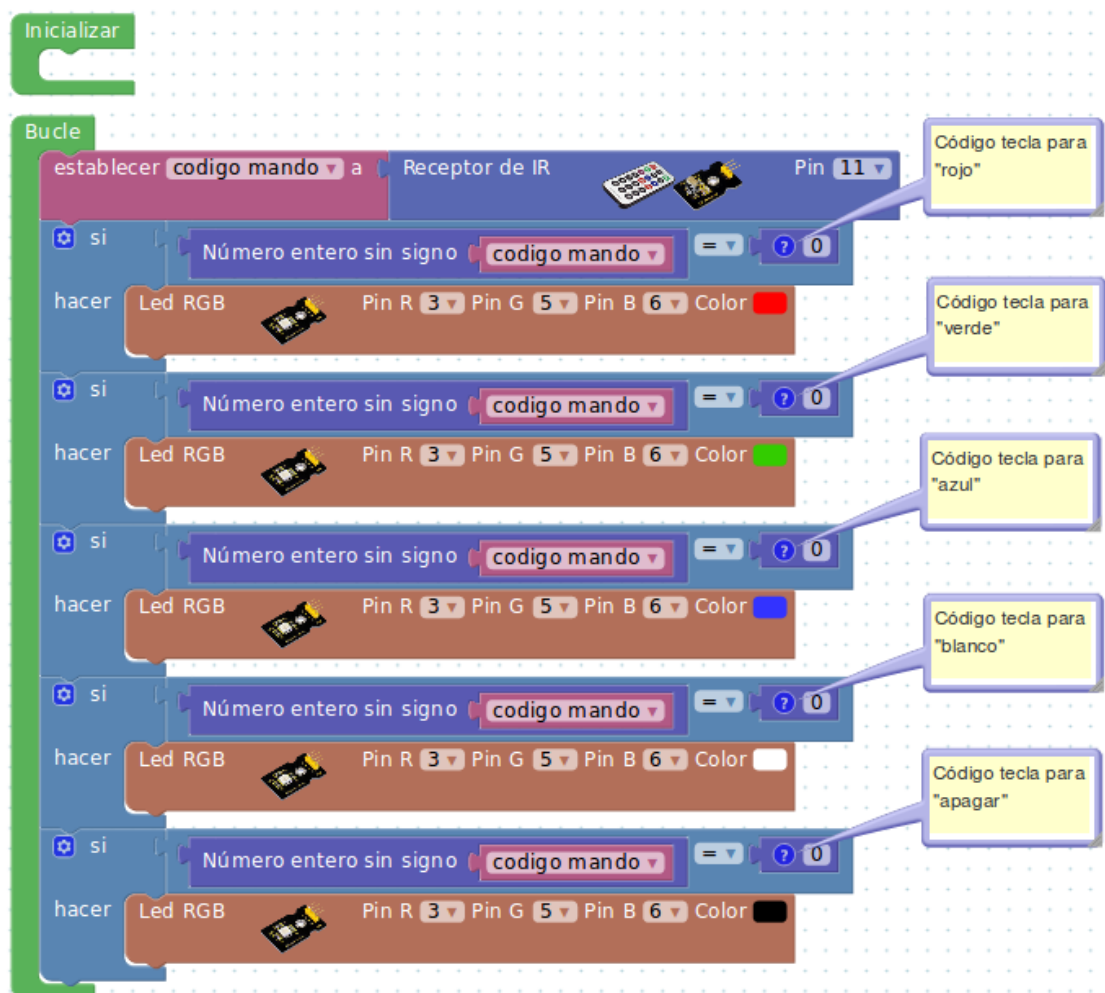 Inicializar
Bucle
establecer codigo mando a Receptor de IR Pin 11
Código tecla para
"rojo"
si Número entero sin signo codigo mando = ? 0
hacer Led RGB Pin R 3 Pin G 5 Pin B 6 Color
Código tecla para
"verde"
si Número entero sin signo codigo mando = ? 0
hacer Led RGB Pin R 3 Pin G 5 Pin B 6 Color
Código tecla para
"azul"
si Número entero sin signo codigo mando = ? 0
hacer Led RGB Pin R 3 Pin G 5 Pin B 6 Color
Código tecla para
"blanco"
si Número entero sin signo codigo mando = ? 0
hacer Led RGB Pin R 3 Pin G 5 Pin B 6 Color
Código tecla para
"apagar"
si Número entero sin signo codigo mando = ? 0
hacer Led RGB Pin R 3 Pin G 5 Pin B 6 Color